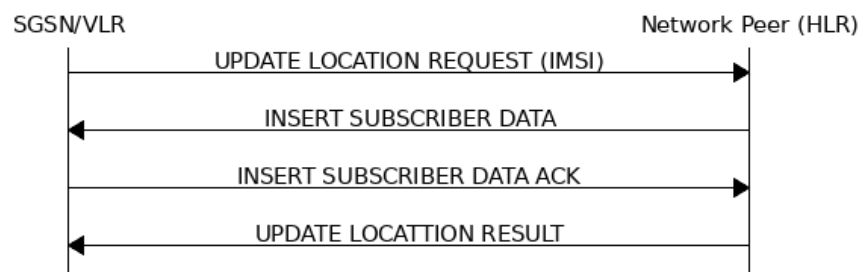 SGSN/VLR Network Peer (HLR)
UPDATE LOCATION REQUEST (IMSI)
INSERT SUBSCRIBER DATA
INSERT SUBSCRIBER DATA ACK
UPDATE LOCATTION RESULT